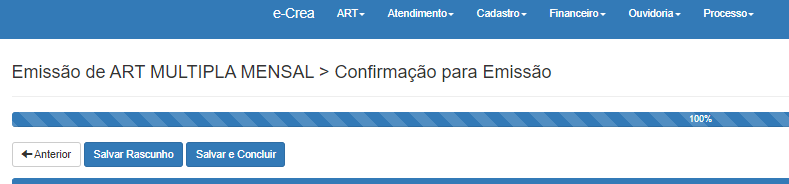 e-Crea ART Atendimento Cadastro Financeiro Ouvidoria Processo
Emissão de ART MULTIPLA MENSAL > Confirmação para Emissão
100%
Anterior Salvar Rascunho Salvar e Concluir